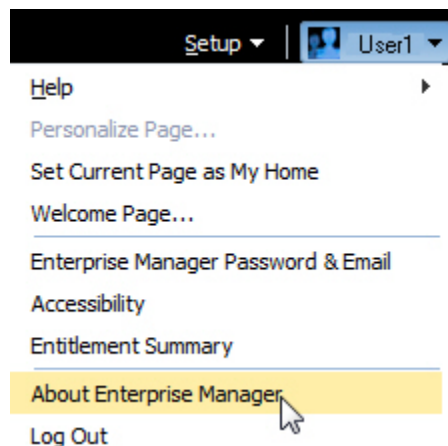 Setup User1
Help
Personalize Page...
Set Current Page as My Home
Welcome Page...
Enterprise Manager Password & Email
Accessibility
Entitlement Summary
About Enterprise Manager
Log Out